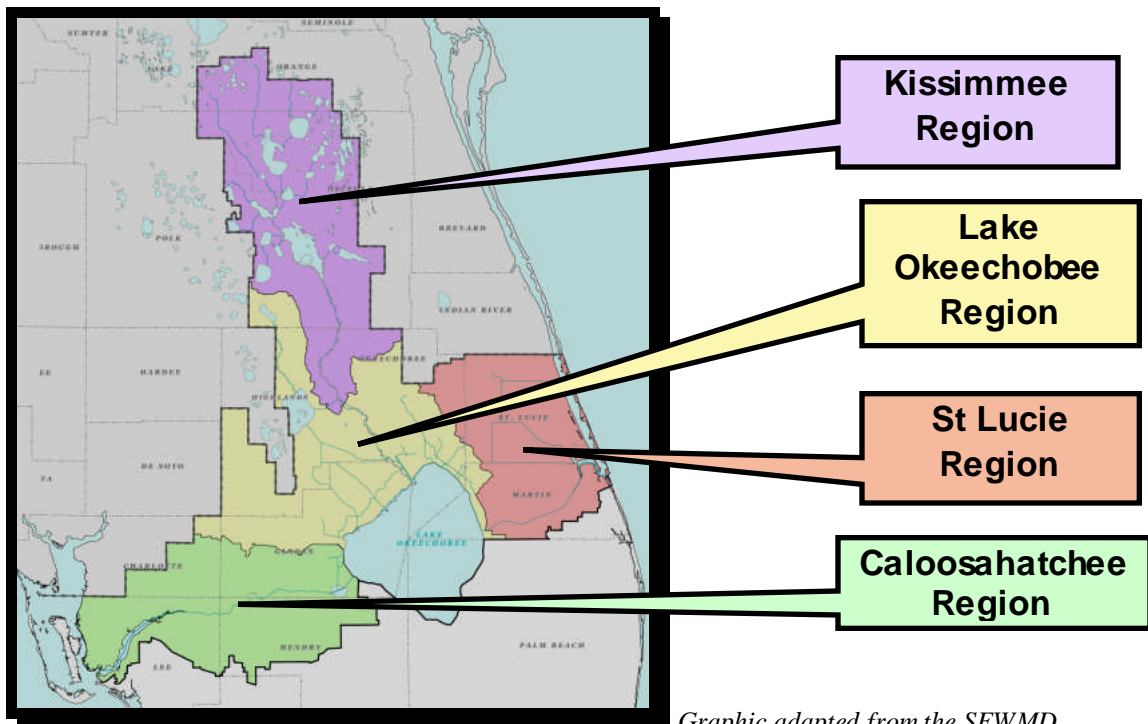 SEMINOLE
SUMTER
LAKE
ORANGE
Kissimmee
Region
OSCEOLA
Lake
Okeechobee
Region
BREVARD
POLK
INDIAN RIVER
OKEECHOBEE
HARDEE
HIGHLANDS
ST. LUCIE
St Lucie
Region
DE SOTO
MARTIN
LAKE
OKEECHOBEE
GLADES
CHARLOTTE
Caloosahatchee
Region
HENDRY
PALM BEACH
LEE
Graphic adapted from the SFWMD